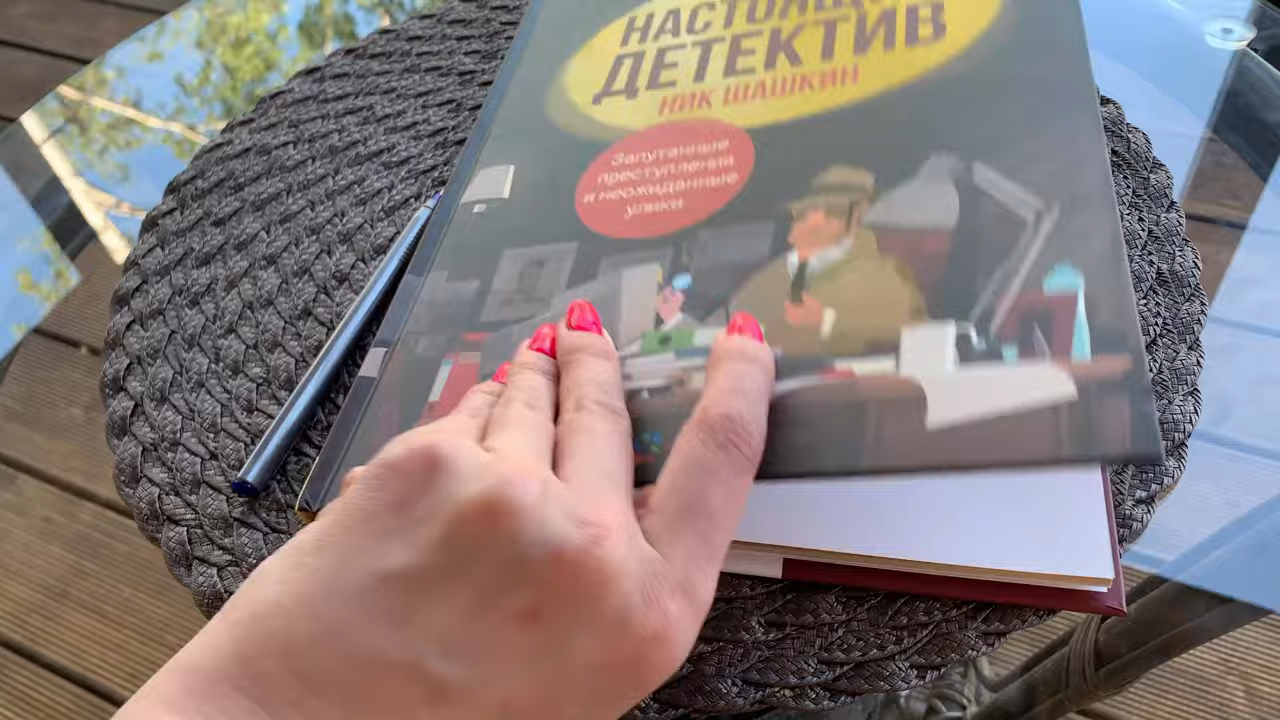 ДЕТЕКТИВ
НИК ШАШКИН
Запутанные
преступления
и неожиданные
улики